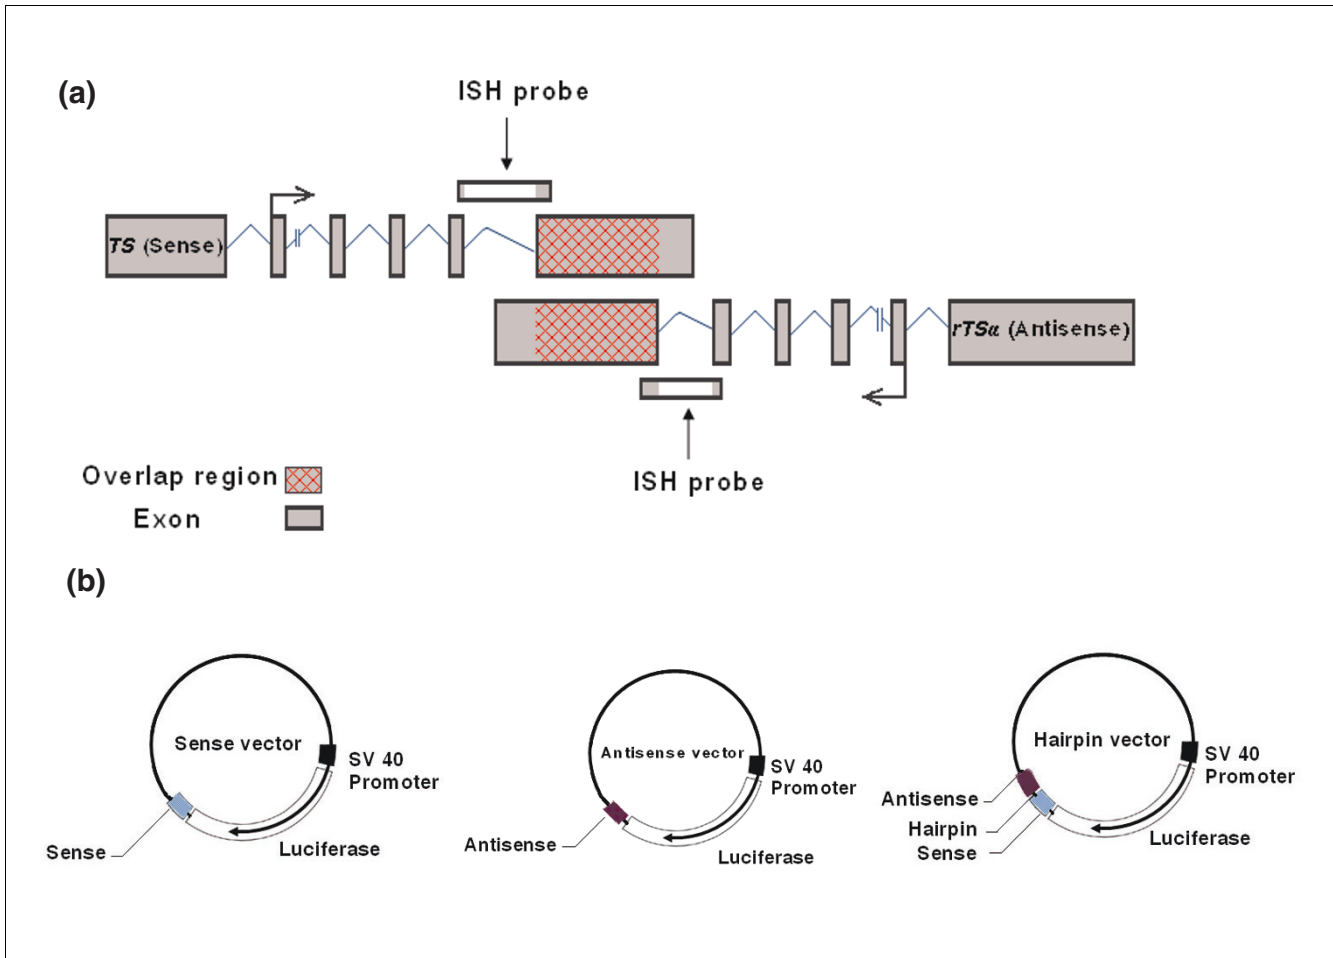 (a)
ISH probe
TS (Sense)
rTSα (Antisense)
ISH probe
Overlap region
Exon
(b)
Sense vector
SV 40
Promoter
Luciferase
Sense
Antisense vector
SV 40
Promoter
Luciferase
Antisense
Hairpin vector
SV 40
Promoter
Luciferase
Antisense
Hairpin
Sense